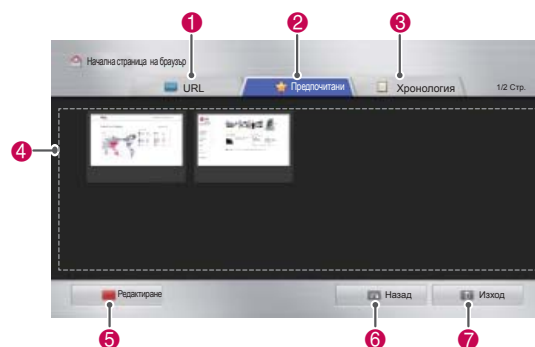 1 2 3
Начална страница на браузър
URL Предпочитани Хронология 1/2 Стр.
4
Редактиране Назад Изход
5 6 7